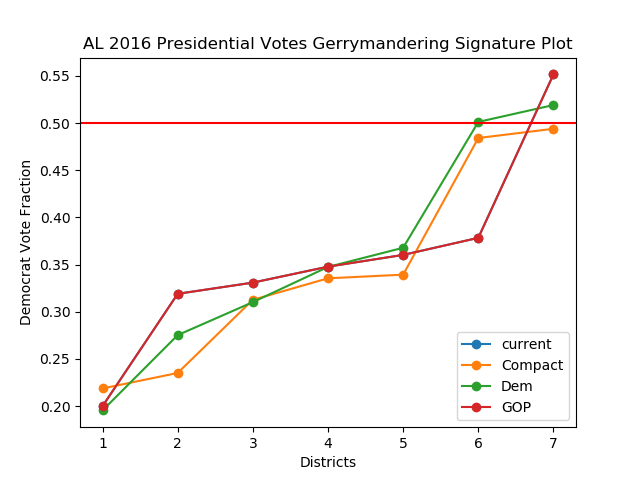 AL 2016 Presidential Votes Gerrymandering Signature Plot
0.55
0.50
0.45
0.40
0.35
0.30
0.25
0.20
Democrat Vote Fraction
current
Compact
Dem
GOP
1 2 3 4 5 6 7
Districts